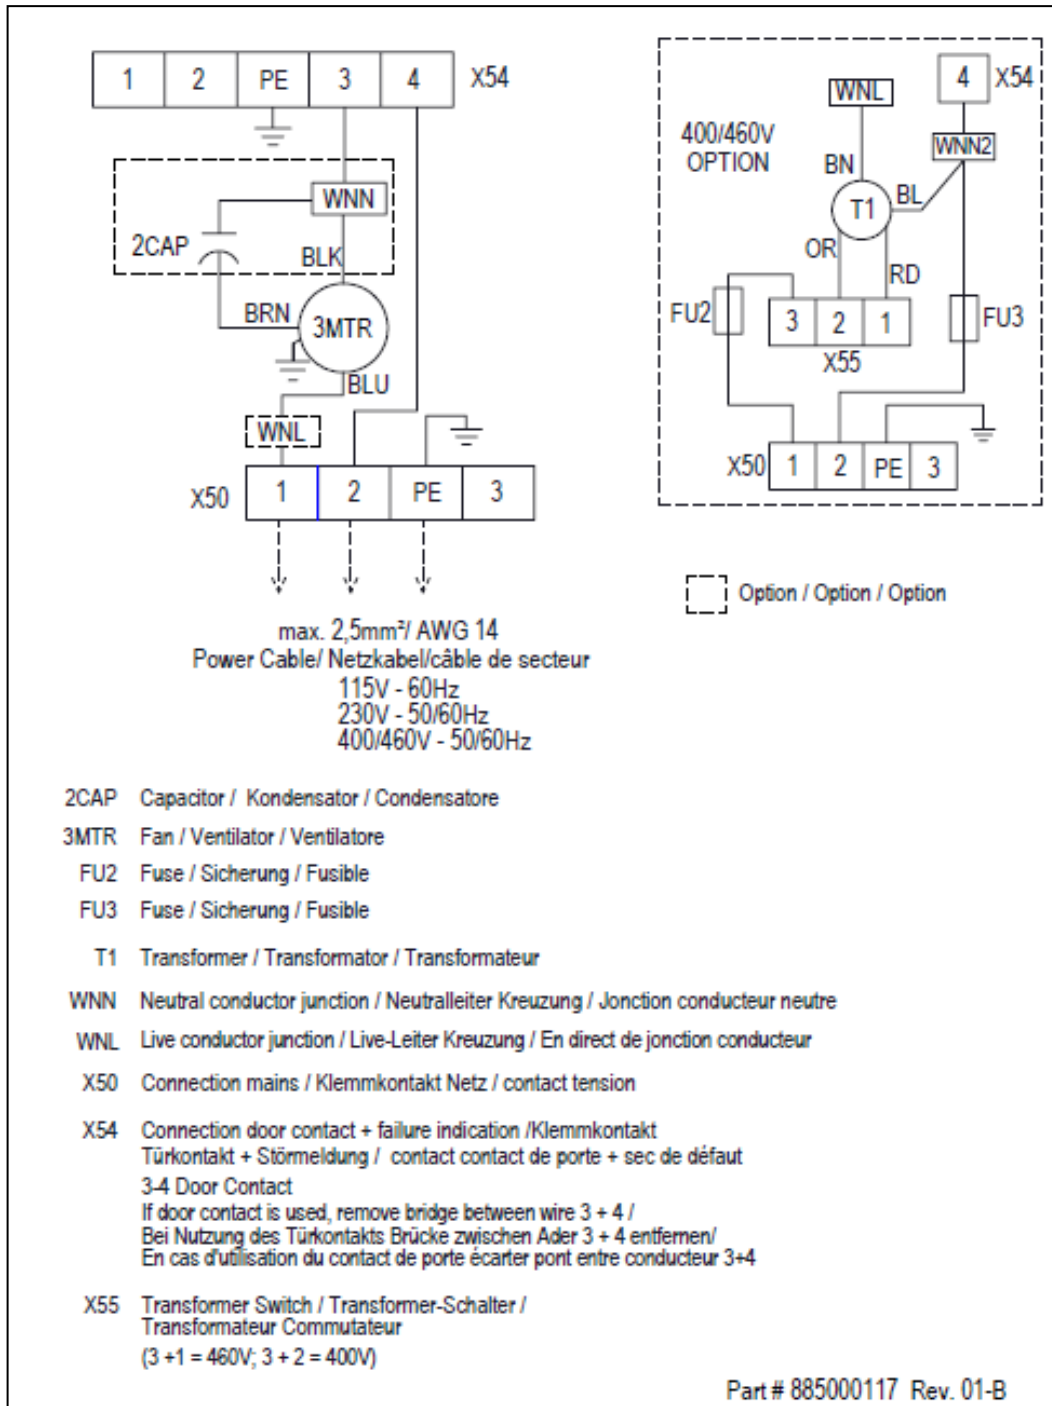 1 2 PE 3 4 X54
WNN
2CAP
BLK
BRN
3MTR
BLU
WNL
X50 1 2 PE 3
max. 2,5mm²/ AWG 14
Power Cable/ Netzkabel/câble de secteur
115V - 60Hz
230V - 50/60Hz
400/460V - 50/60Hz
4 X54
WNL
400/460V
OPTION
WNN2
BN
BL
T1
OR
RD
FU2
3 2 1
FU3
X55
X50 1 2 PE 3
Option / Option / Option
2CAP Capacitor / Kondensator / Condensatore
3MTR Fan / Ventilator / Ventilatore
FU2 Fuse / Sicherung / Fusible
FU3 Fuse / Sicherung / Fusible
T1 Transformer / Transformator / Transformateur
WNN Neutral conductor junction / Neutralleiter Kreuzung / Jonction conducteur neutre
WNL Live conductor junction / Live-Leiter Kreuzung / En direct de jonction conducteur
X50 Connection mains / Klemmkontakt Netz / contact tension
X54 Connection door contact + failure indication /Klemmkontakt
Türkontakt + Störmeldung / contact contact de porte + sec de défaut
3-4 Door Contact
If door contact is used, remove bridge between wire 3 + 4 /
Bei Nutzung des Türkontakts Brücke zwischen Ader 3 + 4 entfernen/
En cas d'utilisation du contact de porte écarter pont entre conducteur 3+4
X55 Transformer Switch / Transformer-Schalter /
Transformateur Commutateur
(3 +1 = 460V; 3 + 2 = 400V)
Part # 885000117 Rev. 01-B